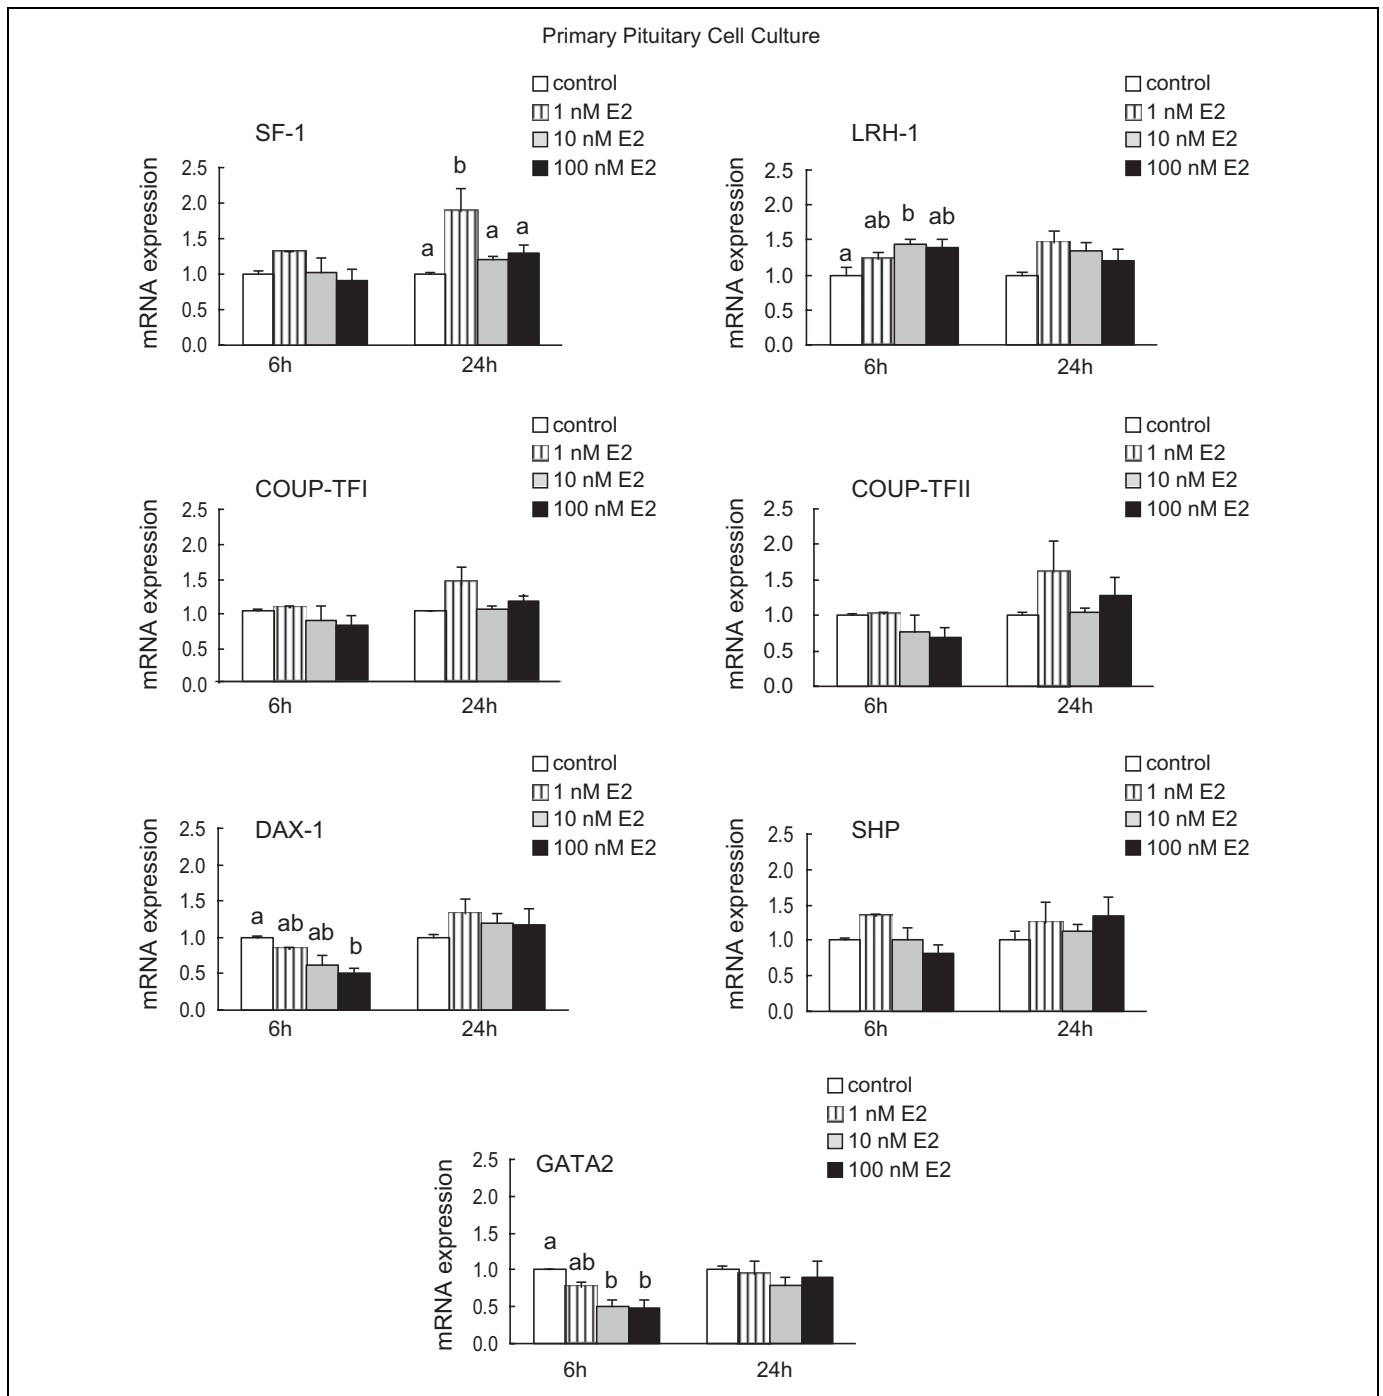 Primary Pituitary Cell Culture
control
1 nM E2
10 nM E2
100 nM E2
SF-1
mRNA expression
2.5
2.0
1.5
1.0
0.5
0.0
a
b
a
a
6h
24h
control
1 nM E2
10 nM E2
100 nM E2
LRH-1
mRNA expression
2.5
2.0
1.5
1.0
0.5
0.0
a
ab
b
ab
6h
24h
control
1 nM E2
10 nM E2
100 nM E2
COUP-TFI
mRNA expression
2.5
2.0
1.5
1.0
0.5
0.0
6h
24h
control
1 nM E2
10 nM E2
100 nM E2
COUP-TFII
mRNA expression
2.5
2.0
1.5
1.0
0.5
0.0
6h
24h
control
1 nM E2
10 nM E2
100 nM E2
DAX-1
mRNA expression
2.5
2.0
1.5
1.0
0.5
0.0
a
ab
ab
b
6h
24h
control
1 nM E2
10 nM E2
100 nM E2
SHP
mRNA expression
2.5
2.0
1.5
1.0
0.5
0.0
6h
24h
control
1 nM E2
10 nM E2
100 nM E2
GATA2
mRNA expression
2.5
2.0
1.5
1.0
0.5
0.0
a
ab
b
b
6h
24h